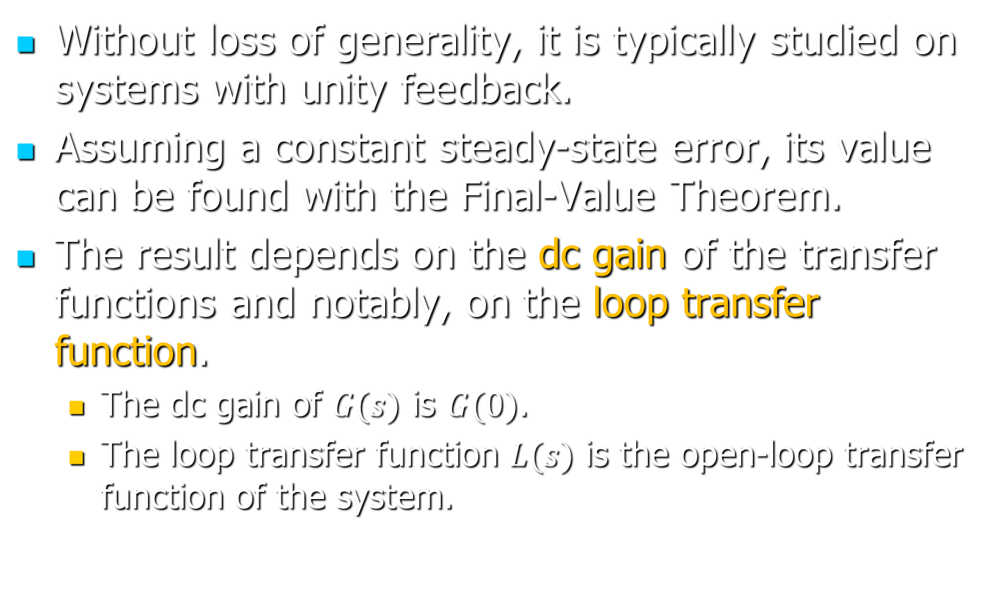 Without loss of generality, it is typically studied on
systems with unity feedback.
Assuming a constant steady-state error, its value
can be found with the Final-Value Theorem.
The result depends on the dc gain of the transfer
functions and notably, on the loop transfer
function.
The dc gain of G(s) is G(0).
The loop transfer function L(s) is the open-loop transfer
function of the system.